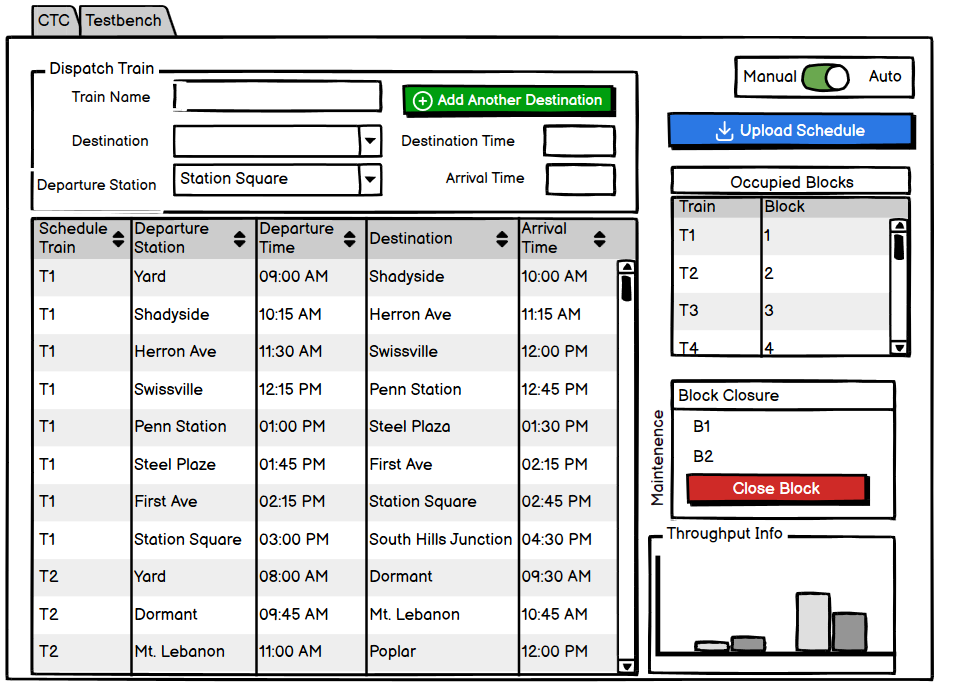 CTC Testbench
Dispatch Train
Train Name
Add Another Destination
Destination
Destination Time
Departure Station
Station Square
Arrival Time
Manual Auto
Upload Schedule
Schedule Train Departure Station Departure Time Destination Arrival Time
T1 Yard 09:00 AM Shadyside 10:00 AM
T1 Shadyside 10:15 AM Herron Ave 11:15 AM
T1 Herron Ave 11:30 AM Swissville 12:00 PM
T1 Swissville 12:15 PM Penn Station 12:45 PM
T1 Penn Station 01:00 PM Steel Plaza 01:30 PM
T1 Steel Plaze 01:45 PM First Ave 02:15 PM
T1 First Ave 02:15 PM Station Square 02:45 PM
T1 Station Square 03:00 PM South Hills Junction 04:30 PM
T2 Yard 08:00 AM Dormant 09:30 AM
T2 Dormant 09:45 AM Mt. Lebanon 10:45 AM
T2 Mt. Lebanon 11:00 AM Poplar 12:00 PM
Occupied Blocks
Train Block
T1 1
T2 2
T3 3
T4 4
Maintenence
Block Closure
B1
B2
Close Block
Throughput Info